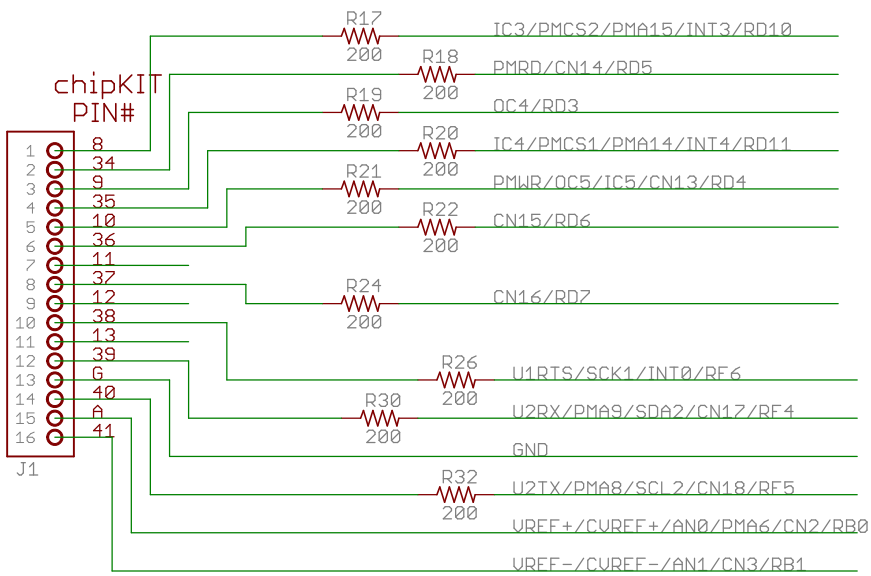 R17
IC3/PMCS2/PMA15/INT3/RD10
200
R18
PMRD/CN14/RD5
200
chipKIT
PIN#
R19
OC4/RD3
200
R20
IC4/PMCS1/PMA14/INT4/RD11
200
R21
PMWR/OC5/IC5/CN13/RD4
200
R22
CN15/RD6
200
R24
CN16/RD7
200
R26
U1RTS/SCK1/INT0/RF6
200
R30
U2RX/PMA9/SDA2/CN17/RF4
200
GND
R32
U2TX/PMA8/SCL2/CN18/RF5
200
VREF+/CVREF+/AN0/PMA6/CN2/RB0
VREF-/CVREF-/AN1/CN3/RB1
1 8
2 34
3 9
4 35
5 10
6 36
7 11
8 37
9 12
10 38
11 13
12 39
13 G
14 40
15 A
16 41
J1